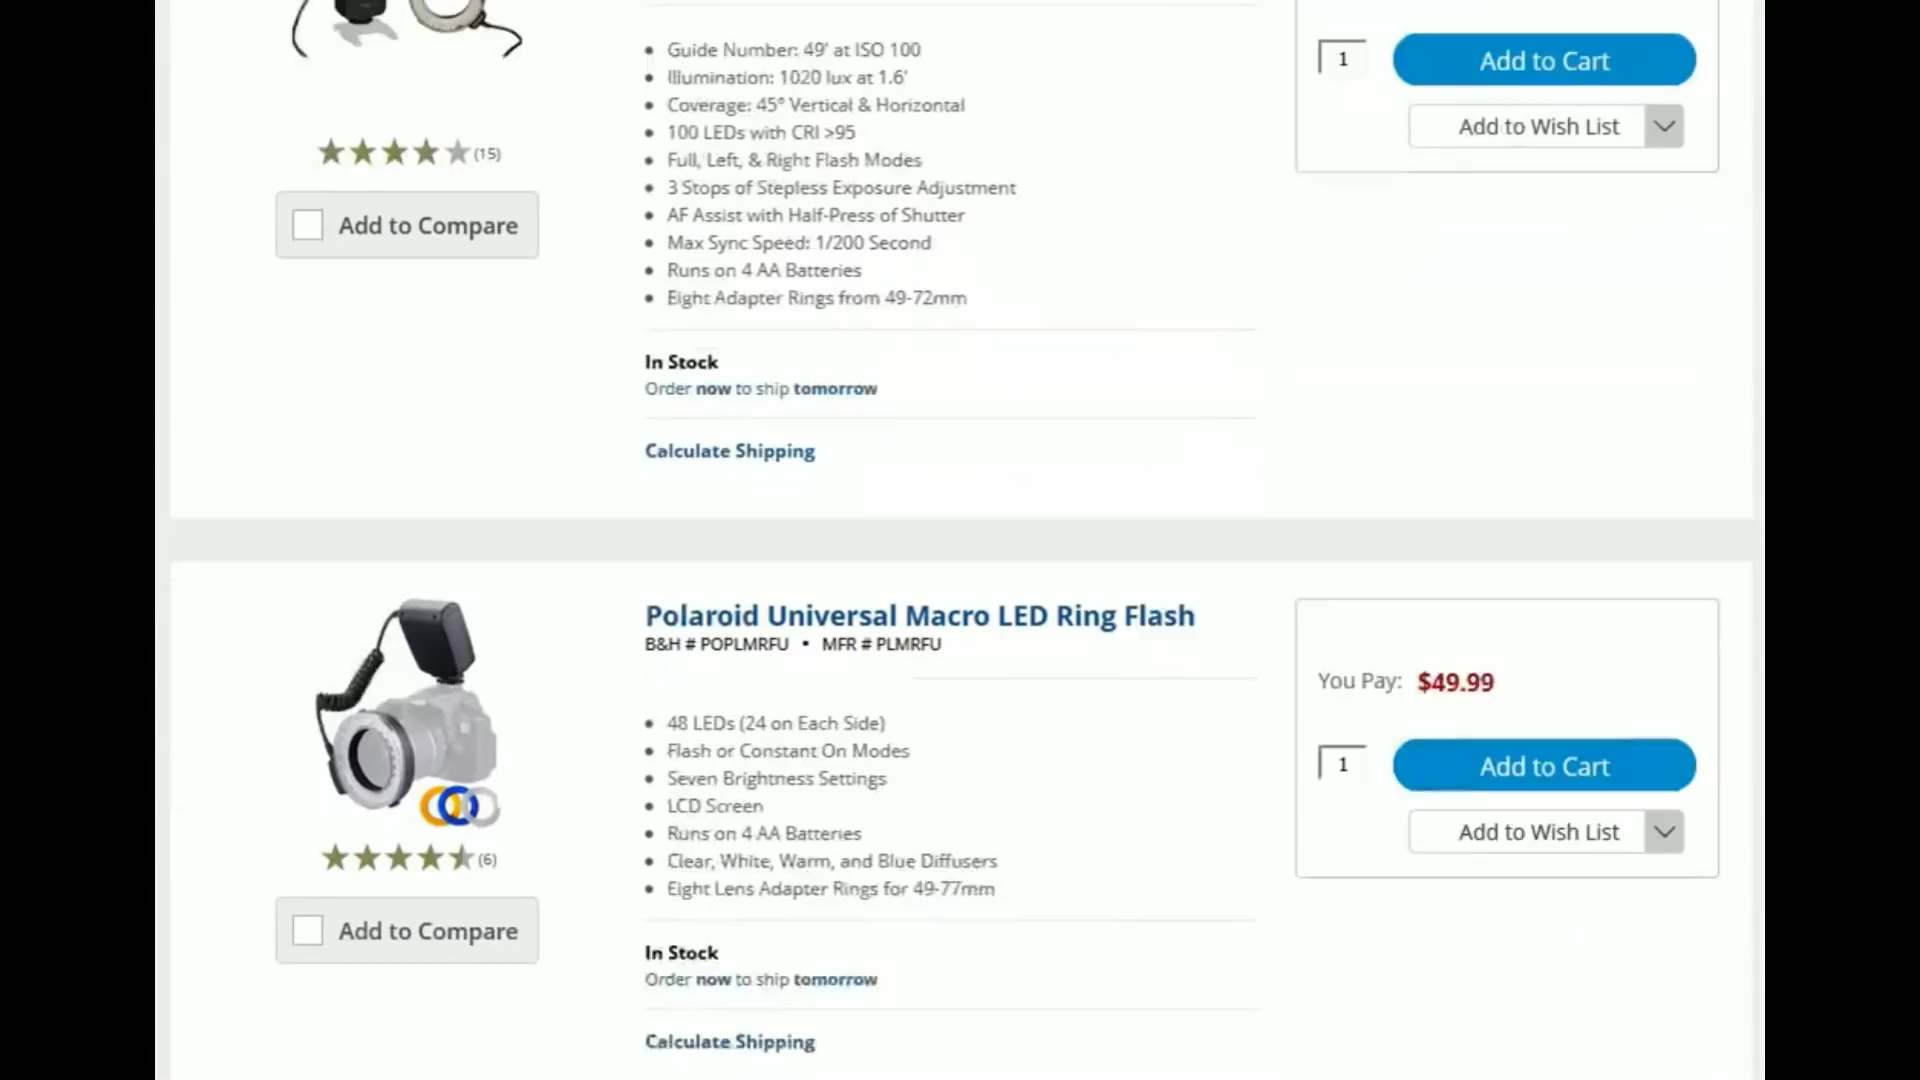 Guide Number: 49' at ISO 100
Illumination: 1020 lux at 1.6'
Coverage: 45° Vertical & Horizontal
100 LEDs with CRI >95
Full, Left, & Right Flash Modes
3 Stops of Stepless Exposure Adjustment
AF Assist with Half-Press of Shutter
Max Sync Speed: 1/200 Second
Runs on 4 AA Batteries
Eight Adapter Rings from 49-72mm
(15)
Add to Compare
1
Add to Cart
Add to Wish List
In Stock
Order now to ship tomorrow
Calculate Shipping
Polaroid Universal Macro LED Ring Flash
B&H # POPLMRFU • MFR # PLMRFU
48 LEDs (24 on Each Side)
Flash or Constant On Modes
Seven Brightness Settings
LCD Screen
Runs on 4 AA Batteries
Clear, White, Warm, and Blue Diffusers
Eight Lens Adapter Rings for 49-77mm
(6)
Add to Compare
You Pay: $49.99
1
Add to Cart
Add to Wish List
In Stock
Order now to ship tomorrow
Calculate Shipping